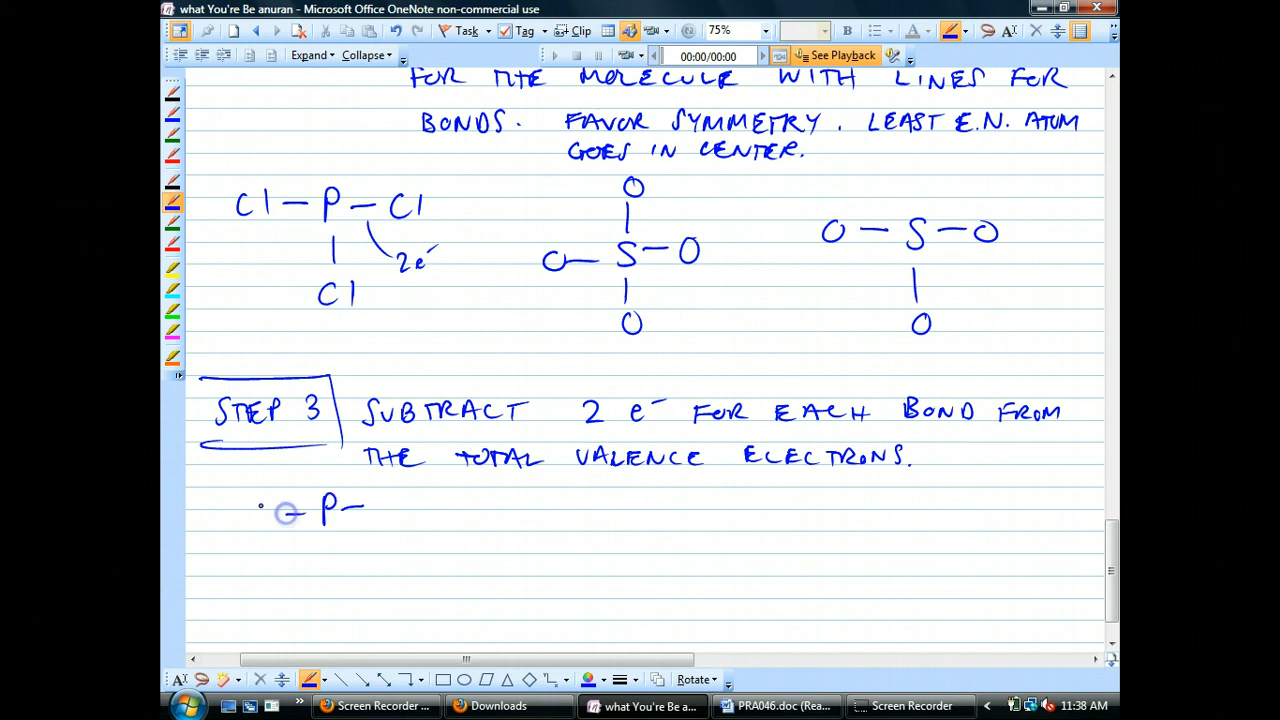 what You're Be anuran - Microsoft Office OneNote non-commercial use
Task Tag Clip 75% B A
Expand Collapse 00:00/00:00 See Playback
FOR THE MOLECULE WITH LINES FOR
BONDS. FAVOR SYMMETRY. LEAST E.N. ATOM
GOES IN CENTER.
O
Cl — P — Cl
O — S — O
O — S — O
2e⁻
Cl
O
O
STEP 3 SUBTRACT 2 e⁻ FOR EACH BOND FROM
THE TOTAL VALENCE ELECTRONS.
— P —
Rotate
Screen Recorder ... Downloads what You're Be a... PRA046.doc (Rea... Screen Recorder 11:38 AM